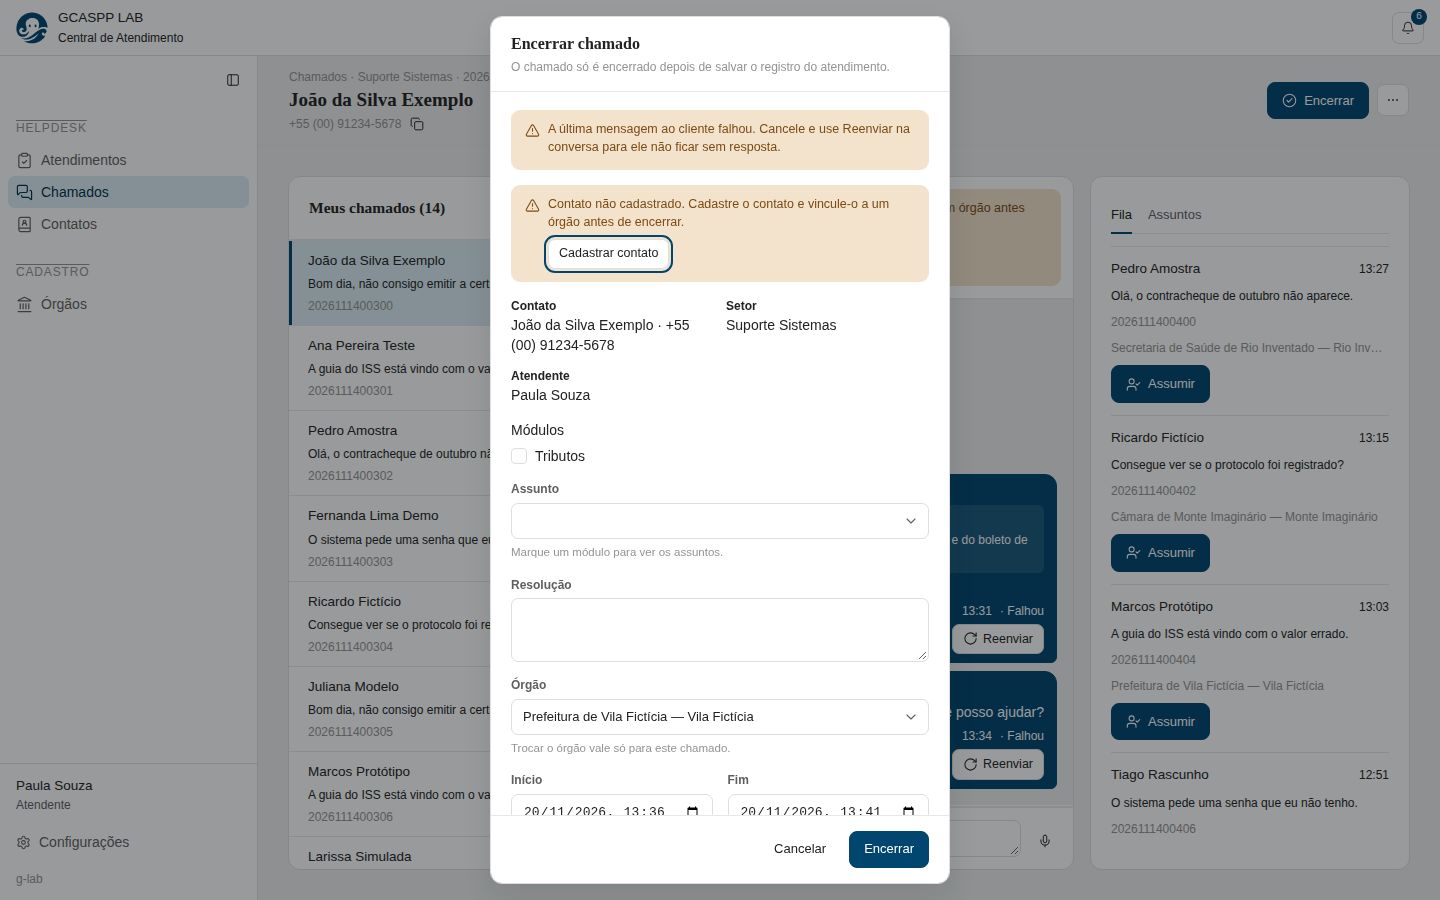 GCASPP LAB
Central de Atendimento
6
HELPDESK
Atendimentos
Chamados
Contatos
CADASTRO
Órgãos
Paula Souza
Atendente
Configurações
g-lab
Chamados · Suporte Sistemas · 2026
João da Silva Exemplo
+55 (00) 91234-5678
Encerrar
Meus chamados (14)
João da Silva Exemplo
Bom dia, não consigo emitir a cert
2026111400300
Ana Pereira Teste
A guia do ISS está vindo com o va
2026111400301
Pedro Amostra
Olá, o contracheque de outubro nã
2026111400302
Fernanda Lima Demo
O sistema pede uma senha que e
2026111400303
Ricardo Fictício
Consegue ver se o protocolo foi re
2026111400304
Juliana Modelo
Bom dia, não consigo emitir a cert
2026111400305
Marcos Protótipo
A guia do ISS está vindo com o va
2026111400306
Larissa Simulada
Encerrar chamado
O chamado só é encerrado depois de salvar o registro do atendimento.
A última mensagem ao cliente falhou. Cancele e use Reenviar na
conversa para ele não ficar sem resposta.
Contato não cadastrado. Cadastre o contato e vincule-o a um
órgão antes de encerrar.
Cadastrar contato
Contato
João da Silva Exemplo · +55
(00) 91234-5678
Setor
Suporte Sistemas
Atendente
Paula Souza
Módulos
Tributos
Assunto
Marque um módulo para ver os assuntos.
Resolução
Órgão
Prefeitura de Vila Fictícia — Vila Fictícia
Trocar o órgão vale só para este chamado.
Início
20/11/2026, 13:36
Fim
20/11/2026, 13:41
Cancelar
Encerrar
órgão antes
e do boleto de
13:31 · Falhou
Reenviar
posso ajudar?
13:34 · Falhou
Reenviar
Fila
Assuntos
Pedro Amostra 13:27
Olá, o contracheque de outubro não aparece.
2026111400400
Secretaria de Saúde de Rio Inventado — Rio Inv…
Assumir
Ricardo Fictício 13:15
Consegue ver se o protocolo foi registrado?
2026111400402
Câmara de Monte Imaginário — Monte Imaginário
Assumir
Marcos Protótipo 13:03
A guia do ISS está vindo com o valor errado.
2026111400404
Prefeitura de Vila Fictícia — Vila Fictícia
Assumir
Tiago Rascunho 12:51
O sistema pede uma senha que eu não tenho.
2026111400406